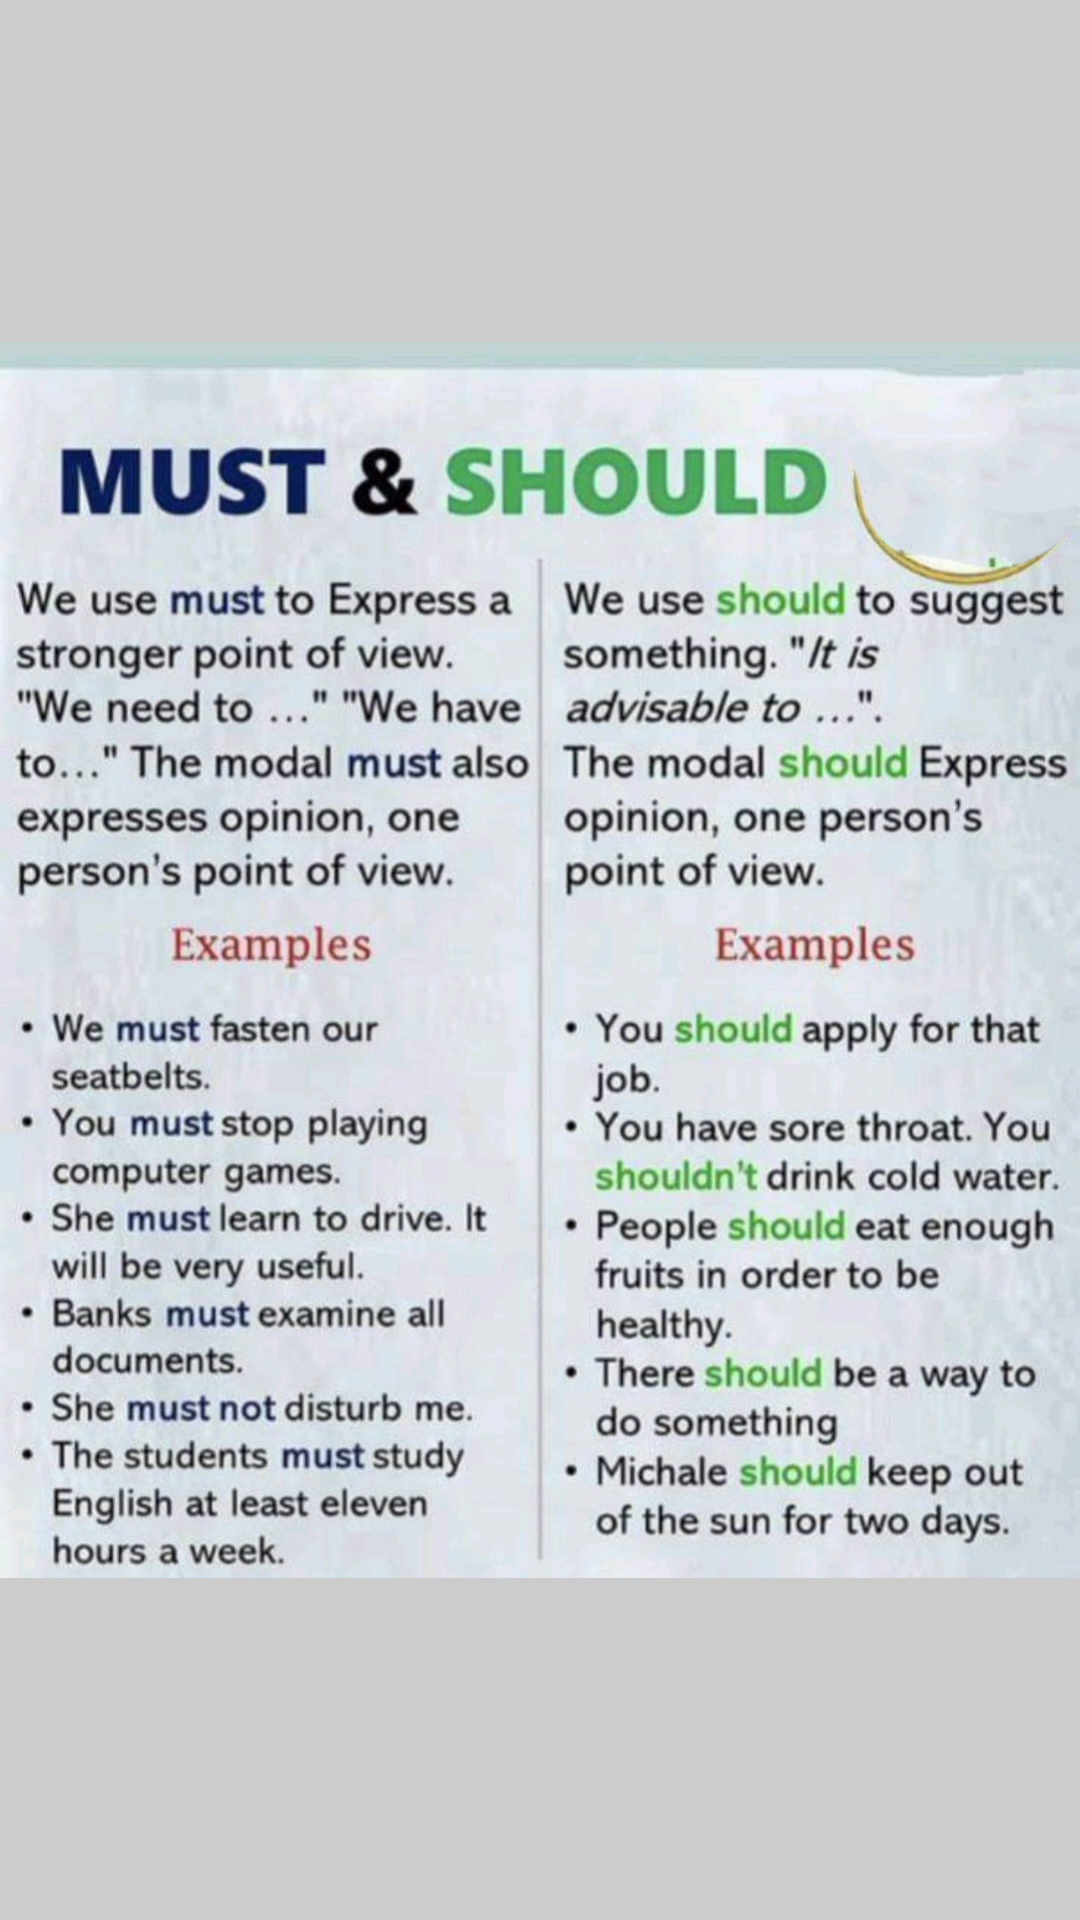 MUST & SHOULD
We use must to Express a
stronger point of view.
"We need to ..." "We have
to..." The modal must also
expresses opinion, one
person's point of view.
Examples
• We must fasten our
seatbelts.
• You must stop playing
computer games.
• She must learn to drive. It
will be very useful.
• Banks must examine all
documents.
• She must not disturb me.
• The students must study
English at least eleven
hours a week.
We use should to suggest
something. "It is
advisable to ...".
The modal should Express
opinion, one person's
point of view.
Examples
• You should apply for that
job.
• You have sore throat. You
shouldn't drink cold water.
• People should eat enough
fruits in order to be
healthy.
• There should be a way to
do something
• Michale should keep out
of the sun for two days.